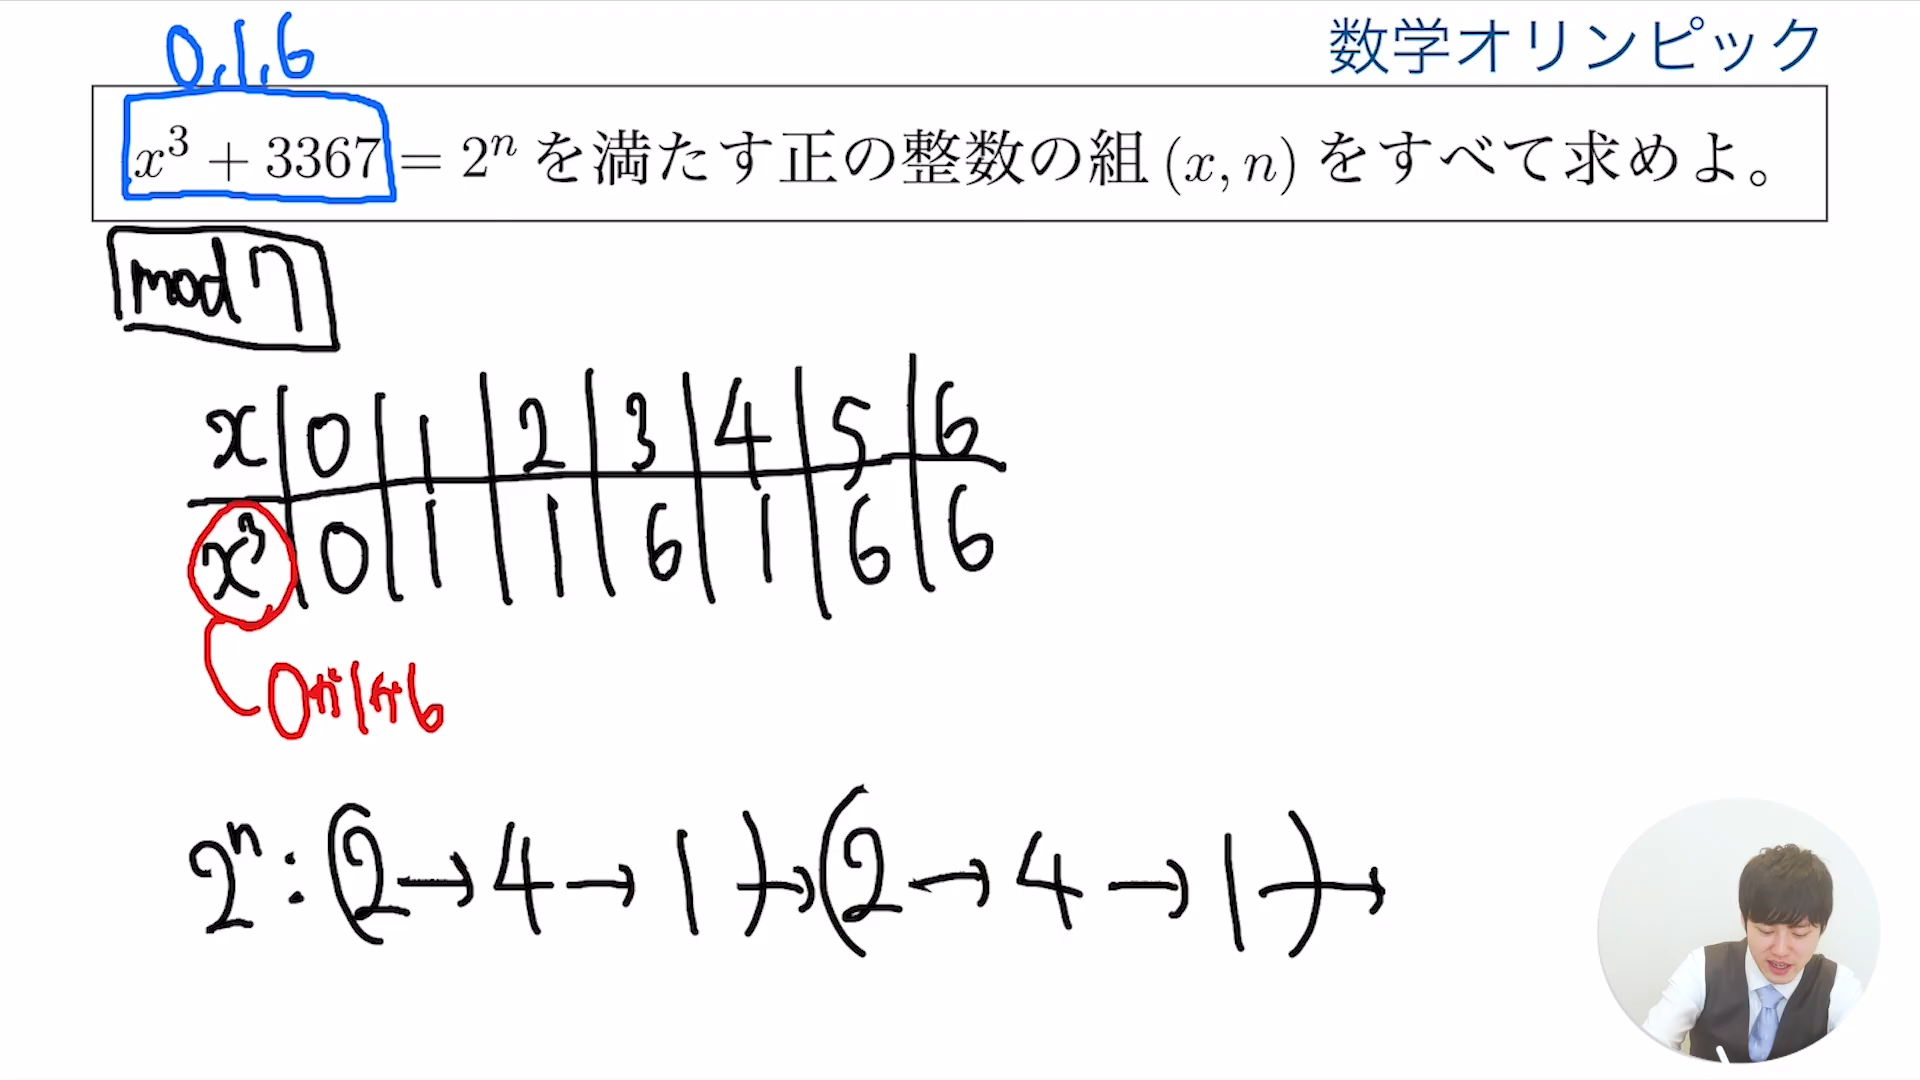 数学オリンピック
0,1,6
x³ + 3367 = 2ⁿ を満たす正の整数の組 (x, n) をすべて求めよ。
mod 7
x 0 1 2 3 4 5 6
x³ 0 1 1 6 1 6 6
0か1か6
2ⁿ : (2→4→1)→(2→4→1)→